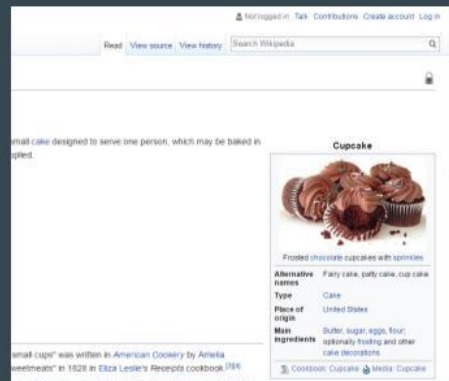 Not logged in Talk Contributions Create account Log in
Read View source View history Search Wikipedia
small cake designed to serve one person, which may be baked in
pplied.
Cupcake
Frosted chocolate cupcakes with sprinkles
Alternative names Fairy cake, patty cake, cup cake
Type Cake
Place of origin United States
Main ingredients Butter, sugar, eggs, flour;
optionally frosting and other
cake decorations
Cookbook: Cupcake Media: Cupcake
small cups" was written in American Cookery by Amelia
weetmeats" in 1828 in Eliza Leslie's Receipts cookbook.